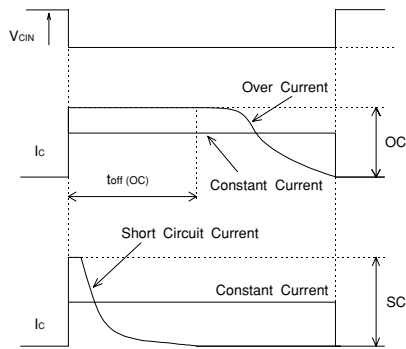 VCIN
Over Current
OC
IC
toff (OC)
Constant Current
Short Circuit Current
Constant Current
SC
IC